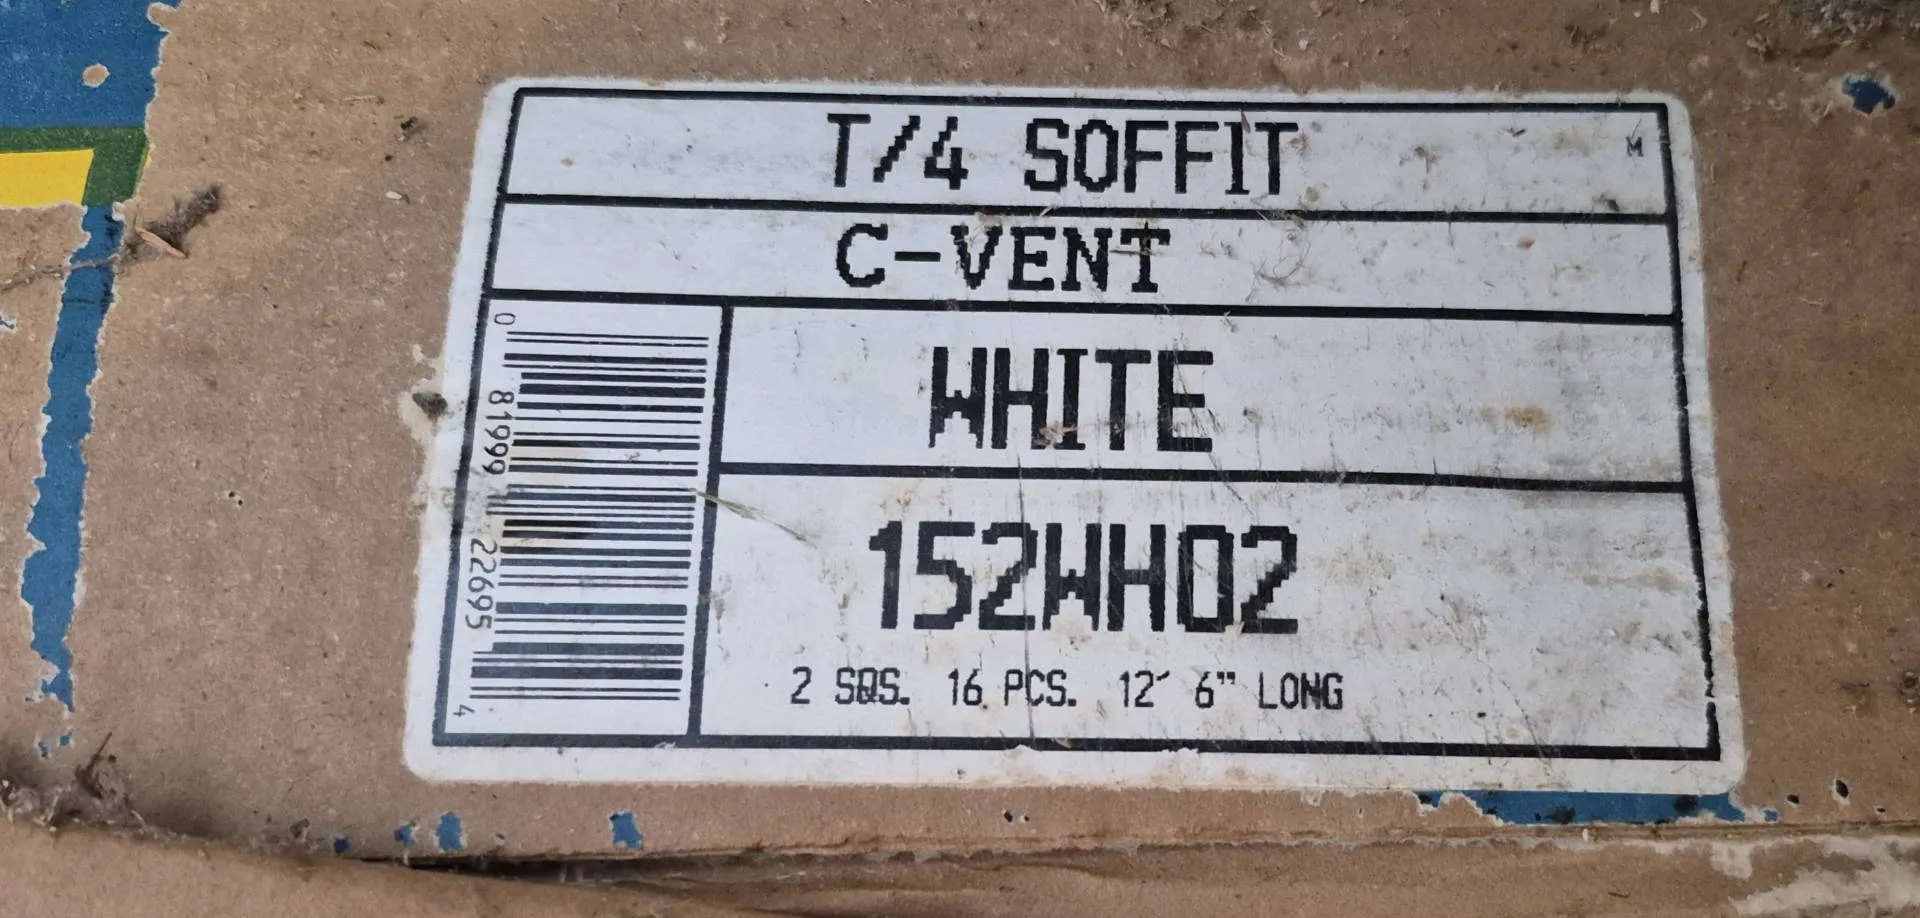 T/4 SOFFIT
M
C-VENT
WHITE
152WH02
2 SQS. 16 PCS. 12' 6" LONG
0 81999 22695 4